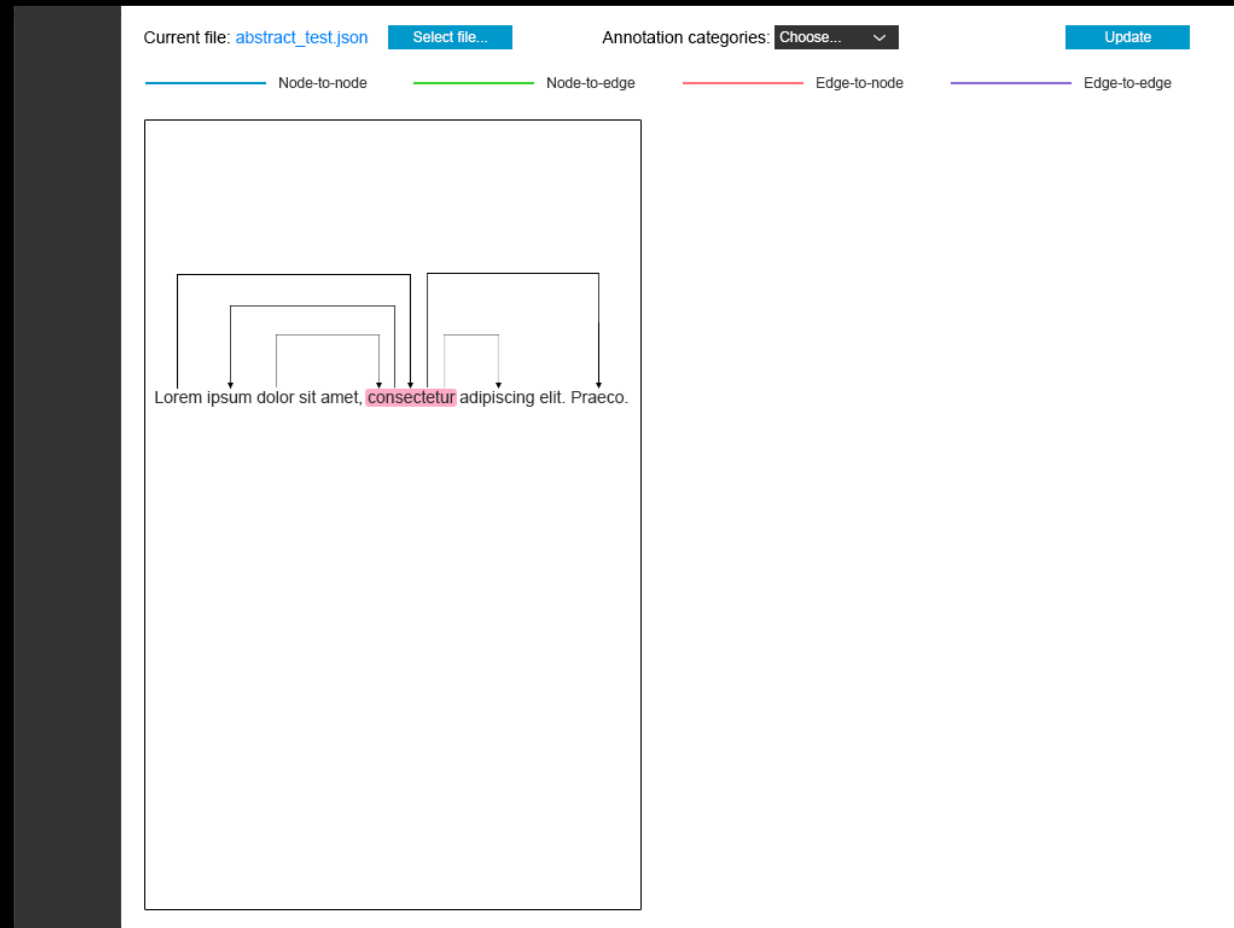 Current file: abstract_test.json Select file... Annotation categories: Choose... Update
Node-to-node Node-to-edge Edge-to-node Edge-to-edge
Lorem ipsum dolor sit amet, consectetur adipiscing elit. Praeco.